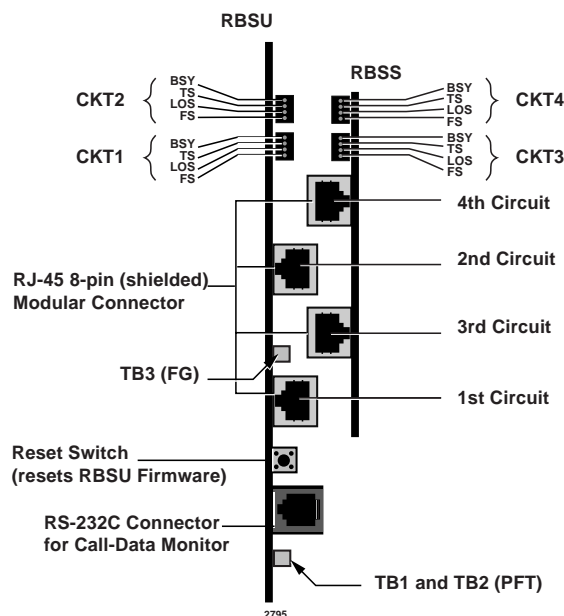 RBSU
RBSS
BSY
TS
LOS
FS
CKT2
BSY
TS
LOS
FS
CKT4
BSY
TS
LOS
FS
CKT1
BSY
TS
LOS
FS
CKT3
4th Circuit
2nd Circuit
RJ-45 8-pin (shielded)
Modular Connector
3rd Circuit
TB3 (FG)
1st Circuit
Reset Switch
(resets RBSU Firmware)
RS-232C Connector
for Call-Data Monitor
TB1 and TB2 (PFT)
2795